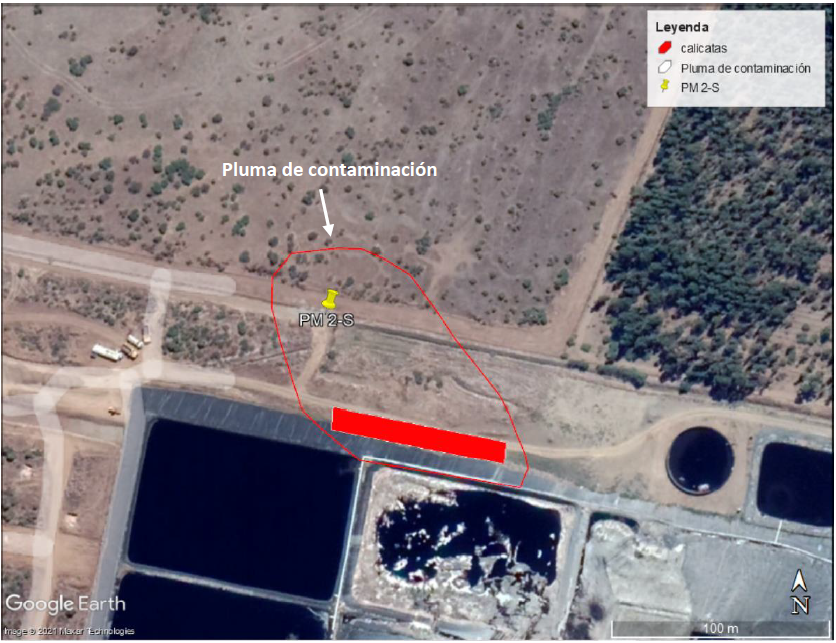 Leyenda
calicatas
Pluma de contaminación
PM 2-S
Pluma de contaminación
PM 2-S
Google Earth
Image © 2021 Maxar Technologies
N
100 m